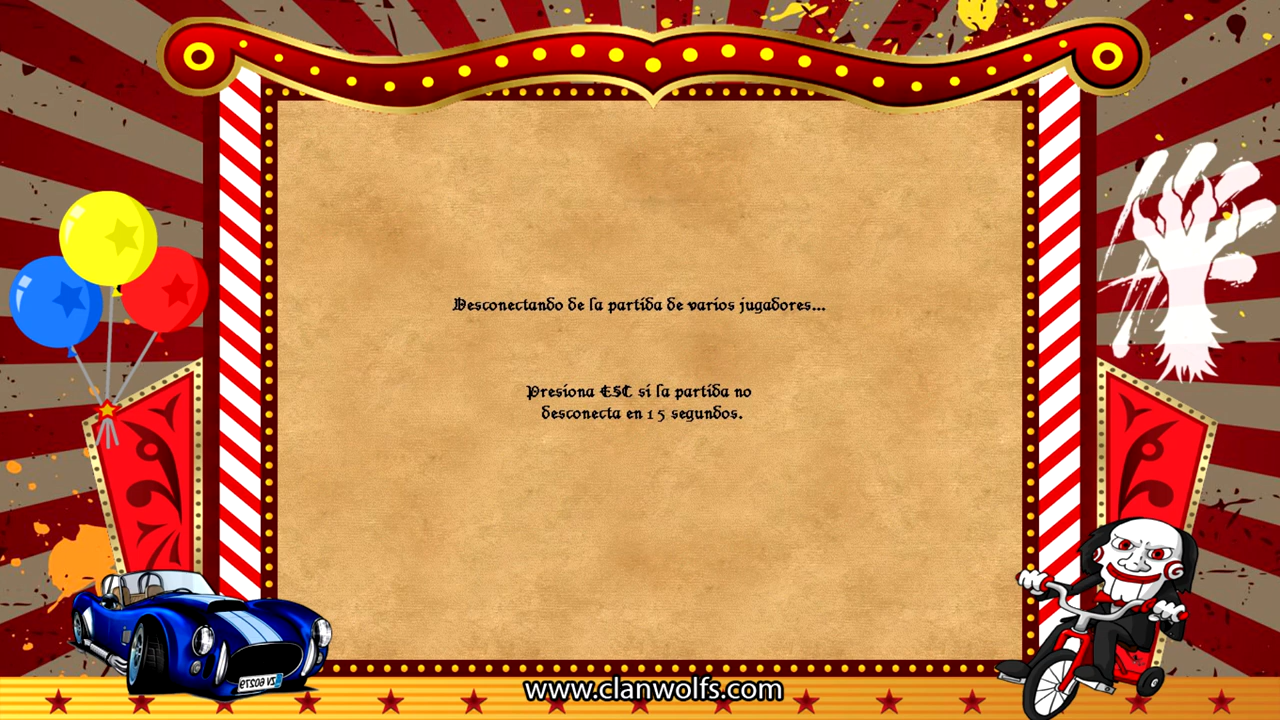 Desconectando de la partida de varios jugadores...
Presiona ESC si la partida no
desconecta en 15 segundos.
www.clanwolfs.com